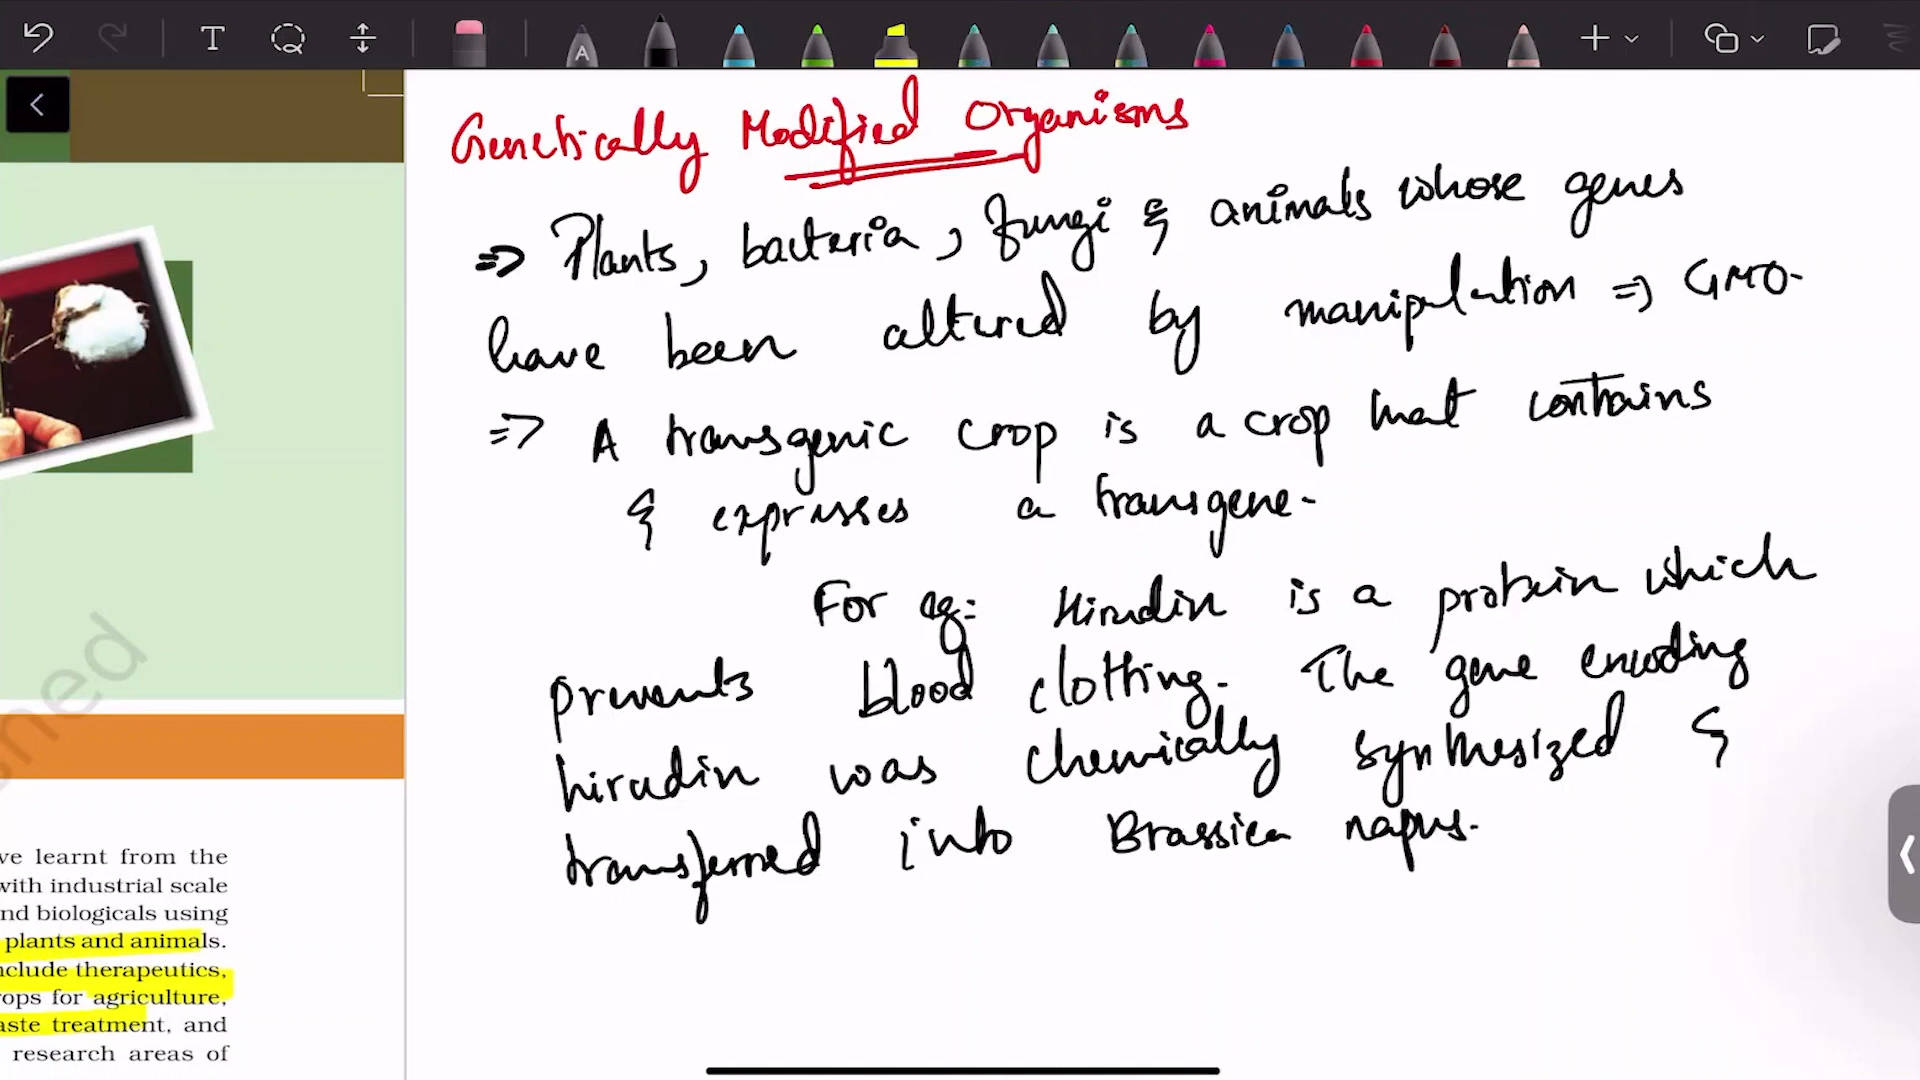 Genetically Modified Organisms
=> Plants, bacteria, fungi & animals whose genes
have been altered by manipulation => GMO.
=> A transgenic crop is a crop that contains
& expresses a transgene.
For eg: Hirudin is a protein which
prevents blood clothing. The gene encoding
hirudin was chemically synthesized &
transferred into Brassica napus.
ve learnt from the
with industrial scale
nd biologicals using
plants and animals.
nclude therapeutics,
rops for agriculture,
aste treatment, and
research areas of
T
A